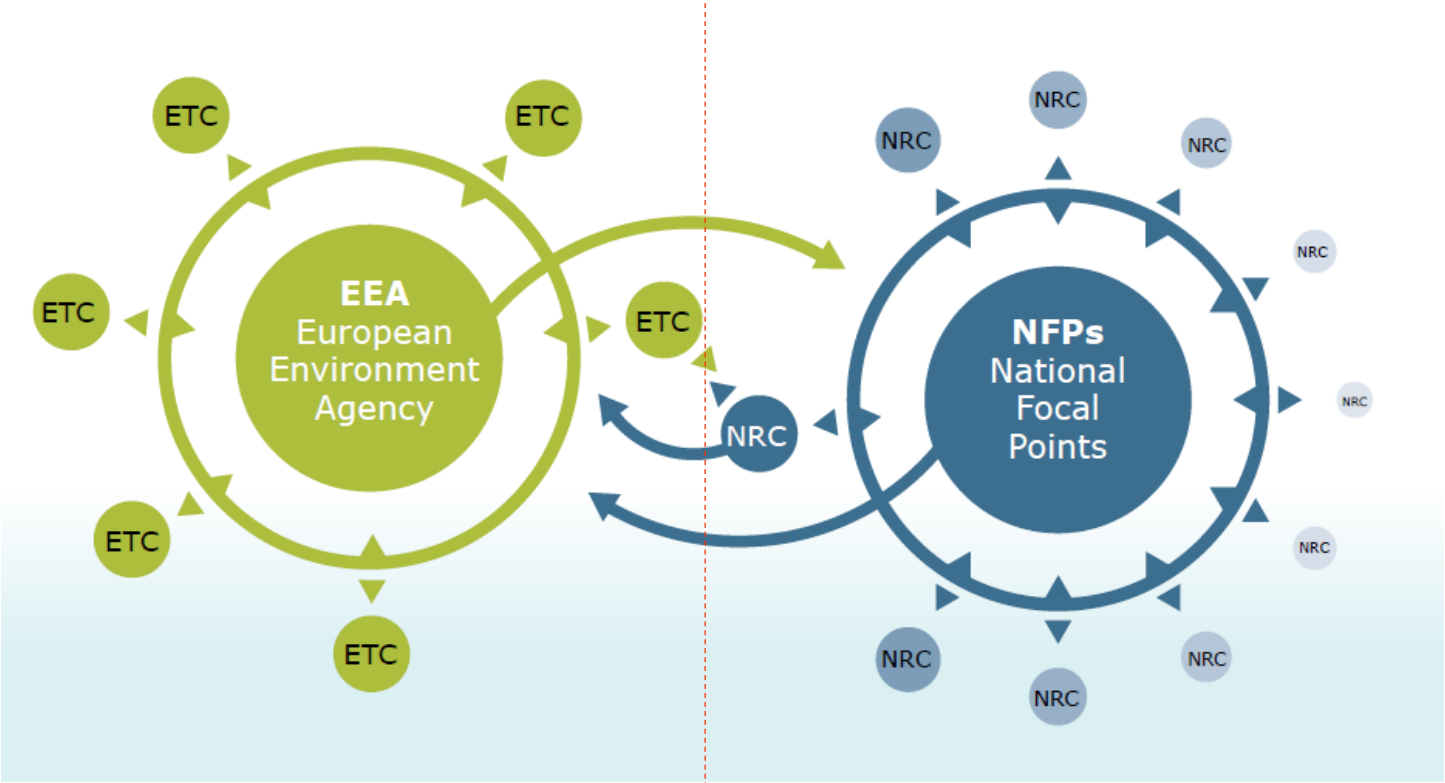 ETC
ETC
ETC
ETC
ETC
ETC
ETC
EEA
European
Environment
Agency
NRC
NRC
NRC
NRC
NRC
NRC
NRC
NRC
NRC
NRC
NFPs
National
Focal
Points